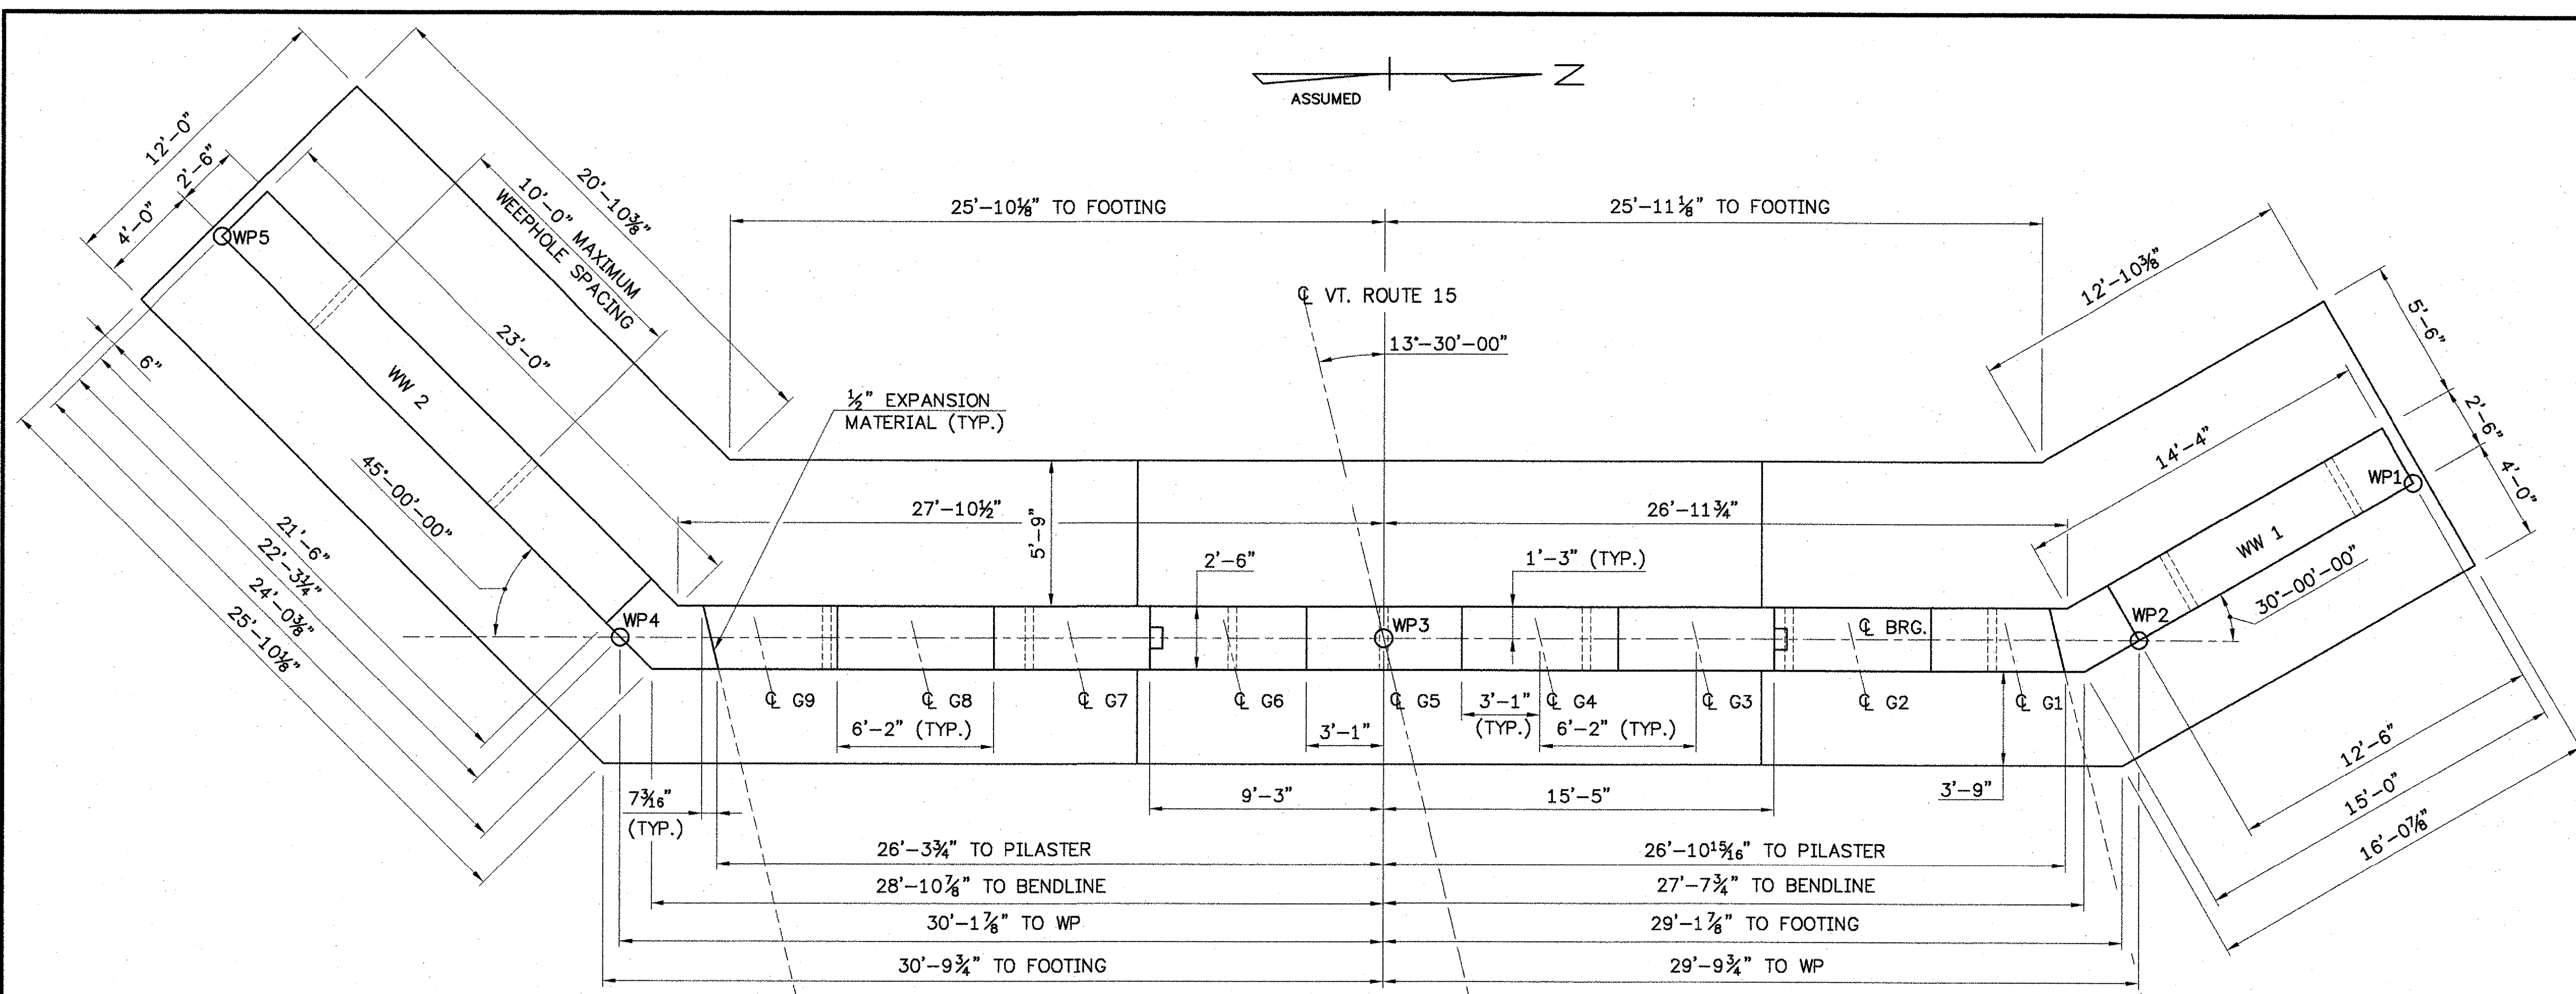 N
ASSUMED
12'-0"
2'-6"
4'-0"
WP5
20'-10⅜"
10'-0" MAXIMUM
WEEPHOLE SPACING
23'-0"
6"
WW 2
45°-00'-00"
21'-6"
22'-3¼"
24'-0⅜"
25'-10⅛"
½" EXPANSION
MATERIAL (TYP.)
25'-10⅛" TO FOOTING
25'-11⅛" TO FOOTING
℄ VT. ROUTE 15
13°-30'-00"
12'-10⅜"
5'-6"
2'-6"
4'-0"
14'-4"
WP1
WW 1
30°-00'-00"
27'-10½"
5'-9"
26'-11¾"
2'-6"
1'-3" (TYP.)
WP4
WP3
℄ BRG.
WP2
℄ G9
℄ G8
℄ G7
℄ G6
℄ G5
℄ G4
℄ G3
℄ G2
℄ G1
6'-2" (TYP.)
3'-1"
3'-1"
(TYP.)
6'-2" (TYP.)
3'-9"
12'-6"
15'-0"
16'-0⅞"
7³⁄₁₆"
(TYP.)
9'-3"
15'-5"
26'-3¾" TO PILASTER
26'-10¹⁵⁄₁₆" TO PILASTER
28'-10⅞" TO BENDLINE
27'-7¾" TO BENDLINE
30'-1⅞" TO WP
29'-1⅞" TO FOOTING
30'-9¾" TO FOOTING
29'-9¾" TO WP